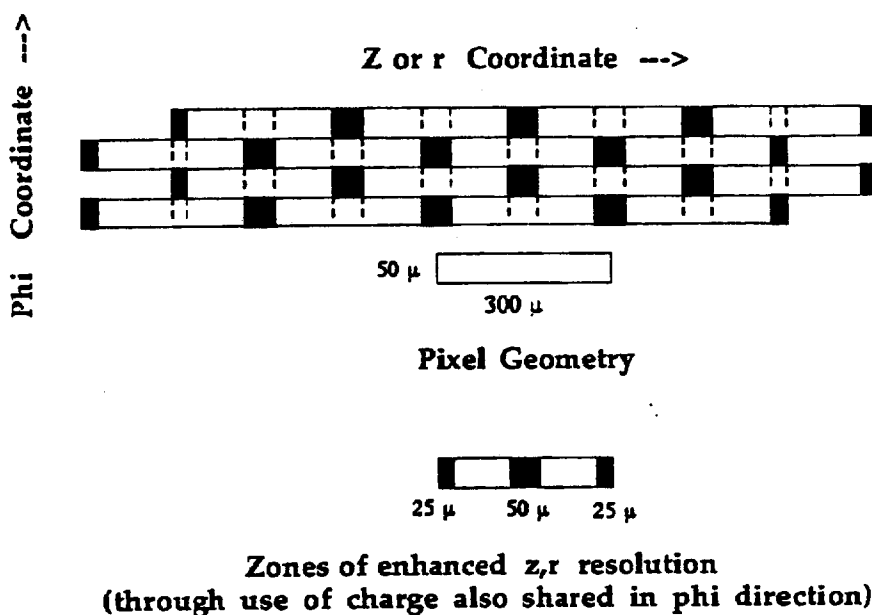 Z or r Coordinate --->
Phi Coordinate --->
50 μ
300 μ
Pixel Geometry
25 μ 50 μ 25 μ
Zones of enhanced z,r resolution
(through use of charge also shared in phi direction)